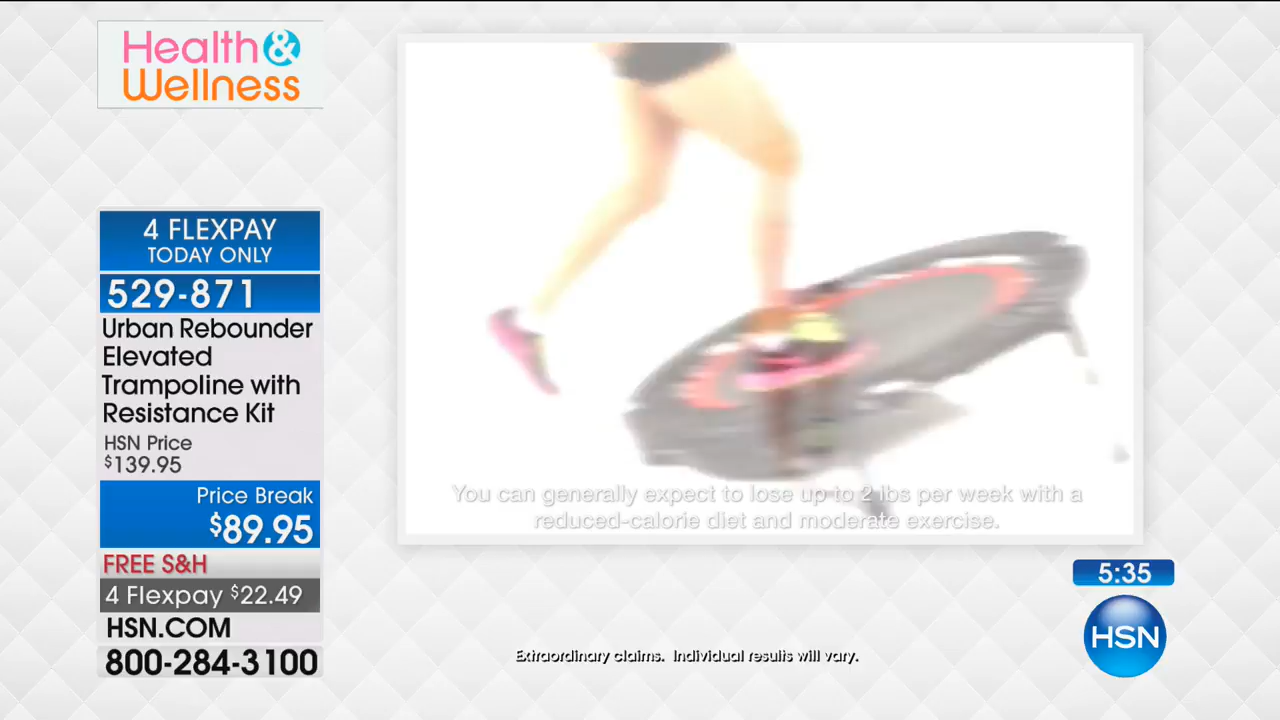 Health &
Wellness
4 FLEXPAY
TODAY ONLY
529-871
Urban Rebounder
Elevated
Trampoline with
Resistance Kit
HSN Price
$139.95
Price Break
$89.95
FREE S&H
4 Flexpay $22.49
HSN.COM
800-284-3100
You can generally expect to lose up to 2 lbs per week with a
reduced-calorie diet and moderate exercise.
5:35
HSN
Extraordinary claims. Individual results will vary.